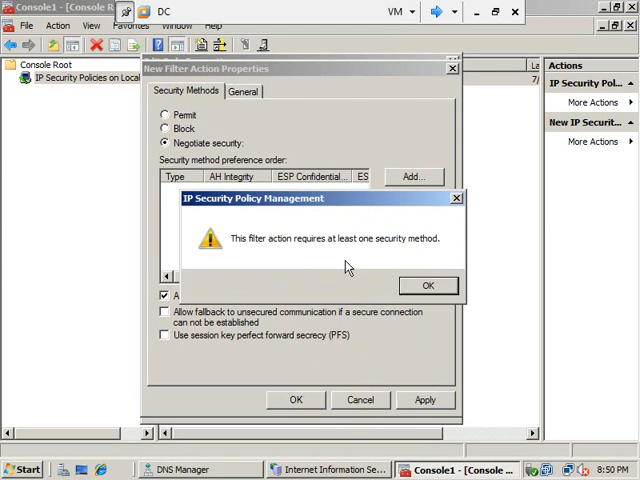 Console1 - [Console R
DC
VM
File
Action
View
Favorites
Window
Help
Console Root
IP Security Policies on Local
New Filter Action Properties
Security Methods
General
Permit
Block
Negotiate security:
Security method preference order:
Type
AH Integrity
ESP Confidential...
ES
Add...
IP Security Policy Management
This filter action requires at least one security method.
OK
A
Allow fallback to unsecured communication if a secure connection
can not be established
Use session key perfect forward secrecy (PFS)
OK
Cancel
Apply
La
7/
Actions
IP Security Pol...
More Actions
New IP Securit...
More Actions
Start
DNS Manager
Internet Information Se...
Console1 - [Console ...
8:50 PM